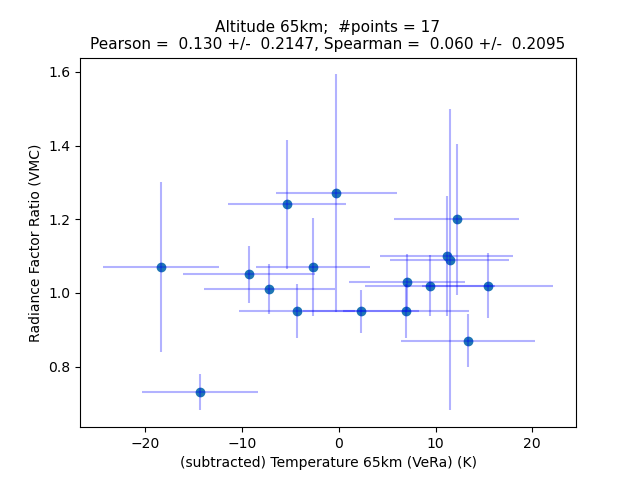 Altitude 65km;  #points = 17
Pearson =  0.130 +/-  0.2147, Spearman =  0.060 +/-  0.2095
1.6
1.4
1.2
1.0
0.8
Radiance Factor Ratio (VMC)
−20
−10
0
10
20
(subtracted) Temperature 65km (VeRa) (K)